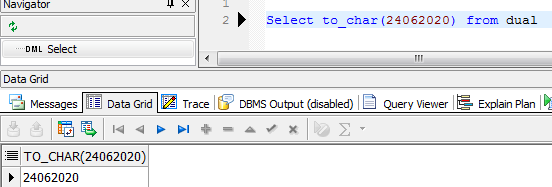 Navigator
1
2 Select to_char(24062020) from dual
DML Select
Data Grid
Messages Data Grid Trace DBMS Output (disabled) Query Viewer Explain Plan
TO_CHAR(24062020)
24062020